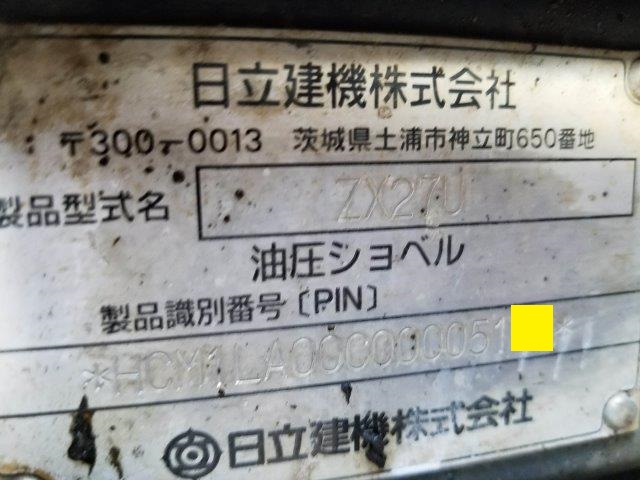 日立建機株式会社
〒300-0013 茨城県土浦市神立町650番地
製品型式名 ZX27U
油圧ショベル
製品識別番号〔PIN〕
日立建機株式会社